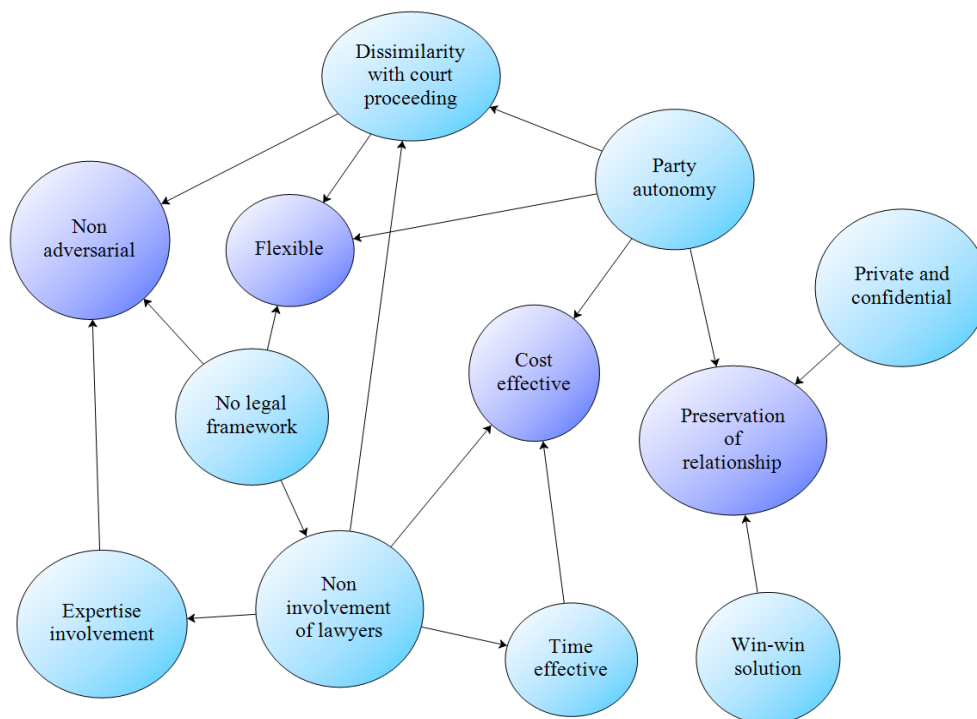 Dissimilarity
with court
proceeding
Party
autonomy
Non
adversarial
Flexible
Private and
confidential
Cost
effective
No legal
framework
Preservation
of
relationship
Expertise
involvement
Non
involvement
of lawyers
Time
effective
Win-win
solution